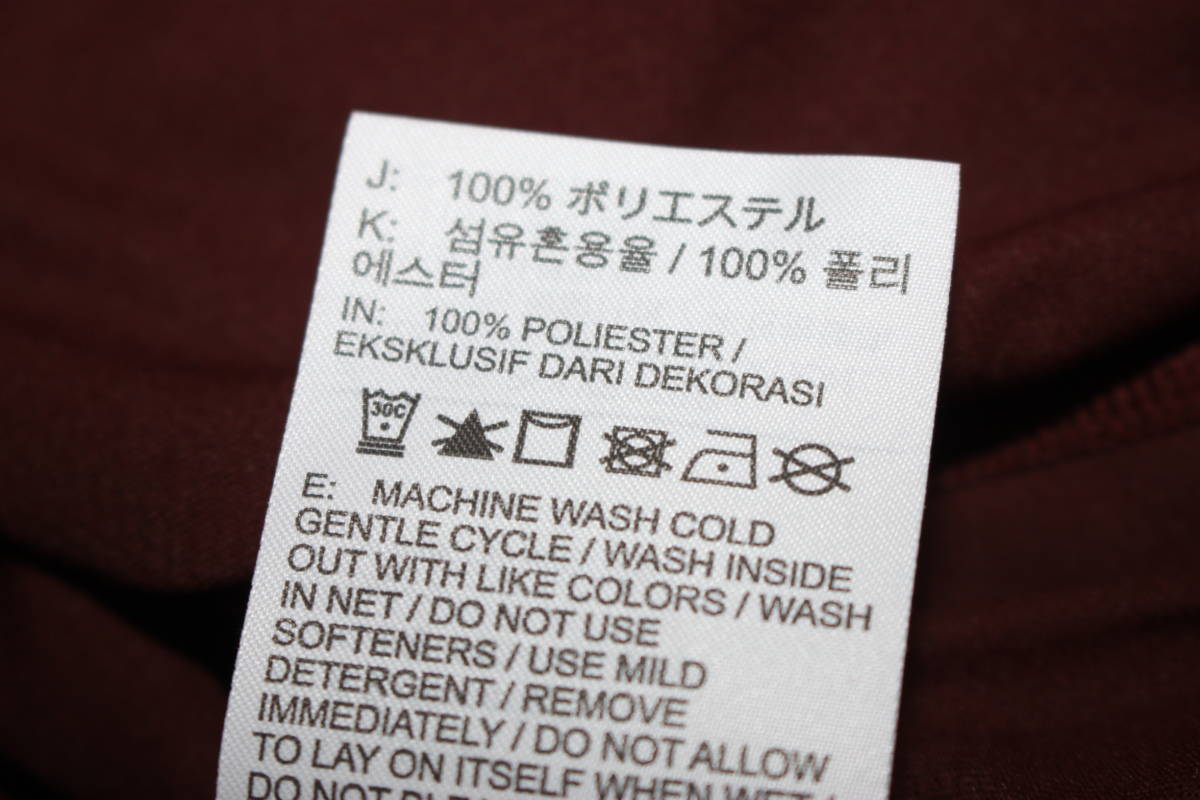 J: 100% ポリエステル
K: 섬유혼용율 / 100% 폴리
에스터
IN: 100% POLIESTER /
EKSKLUSIF DARI DEKORASI
30C
E: MACHINE WASH COLD
GENTLE CYCLE / WASH INSIDE
OUT WITH LIKE COLORS / WASH
IN NET / DO NOT USE
SOFTENERS / USE MILD
DETERGENT / REMOVE
IMMEDIATELY / DO NOT ALLOW
TO LAY ON ITSELF WHEN WET /
DO NOT